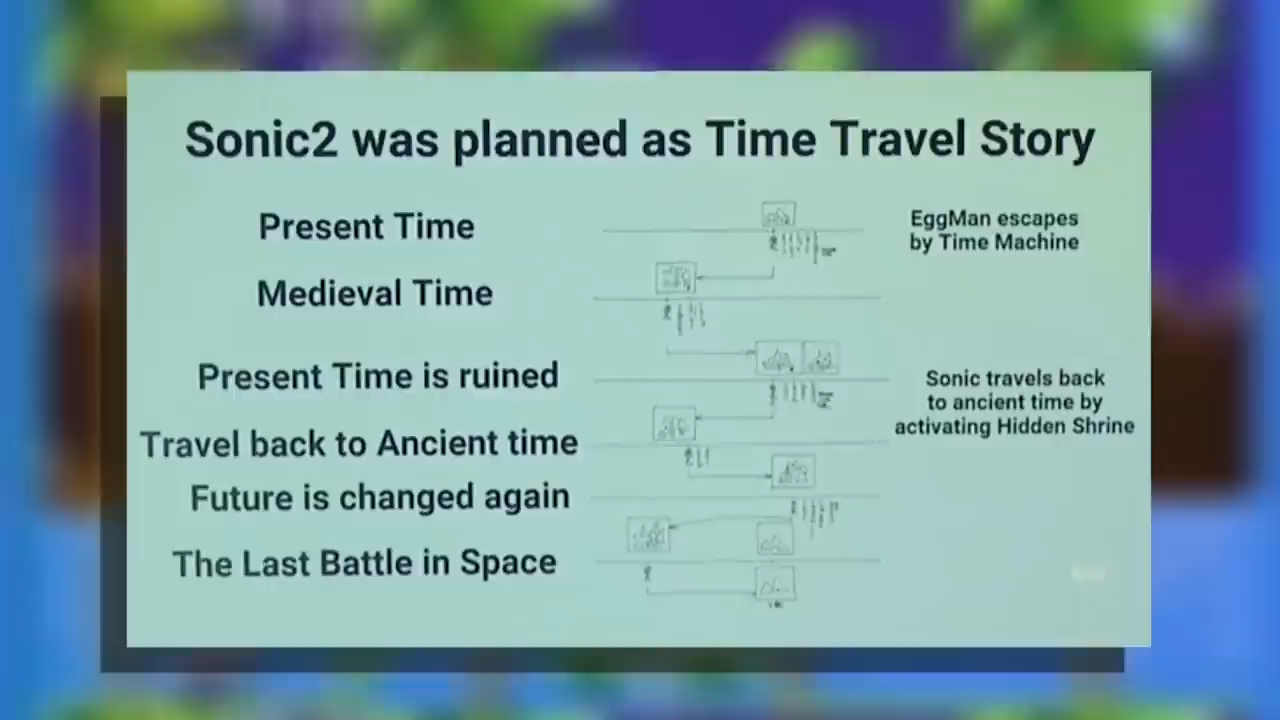 Sonic2 was planned as Time Travel Story
Present Time
EggMan escapes
by Time Machine
Medieval Time
Present Time is ruined
Sonic travels back
to ancient time by
activating Hidden Shrine
Travel back to Ancient time
Future is changed again
The Last Battle in Space